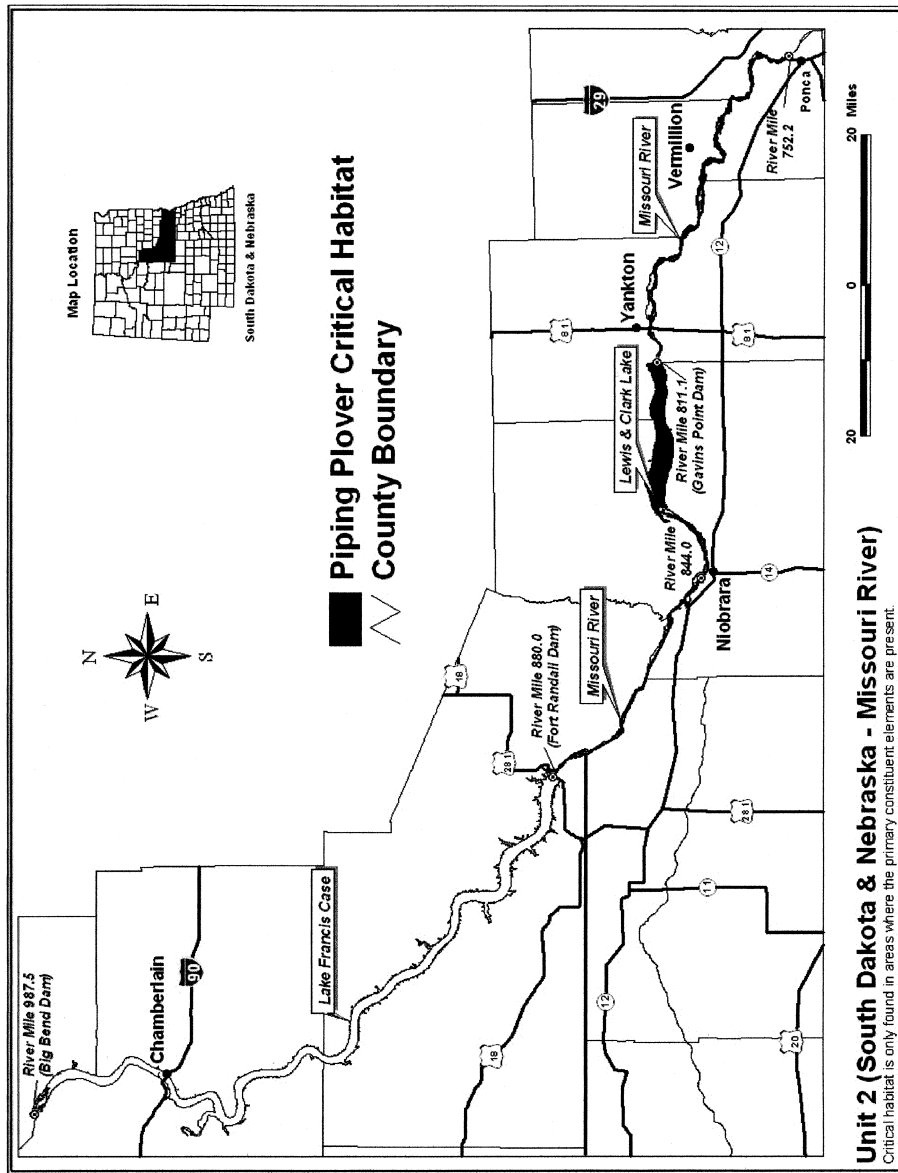 Map Location
South Dakota & Nebraska
N
W
E
S
Piping Plover Critical Habitat
County Boundary
River Mile 987.5
(Big Bend Dam)
Chamberlain
90
Lake Francis Case
18
281
River Mile 880.0
(Fort Randall Dam)
Missouri River
18
12
11
281
20
Niobrara
14
River Mile
844.0
Lewis & Clark Lake
River Mile 811.1
(Gavins Point Dam)
Yankton
81
81
12
Missouri River
Vermillion
29
River Mile
752.2
Ponca
20
0
20 Miles
Unit 2 (South Dakota & Nebraska - Missouri River)
Critical habitat is only found in areas where the primary constituent elements are present.